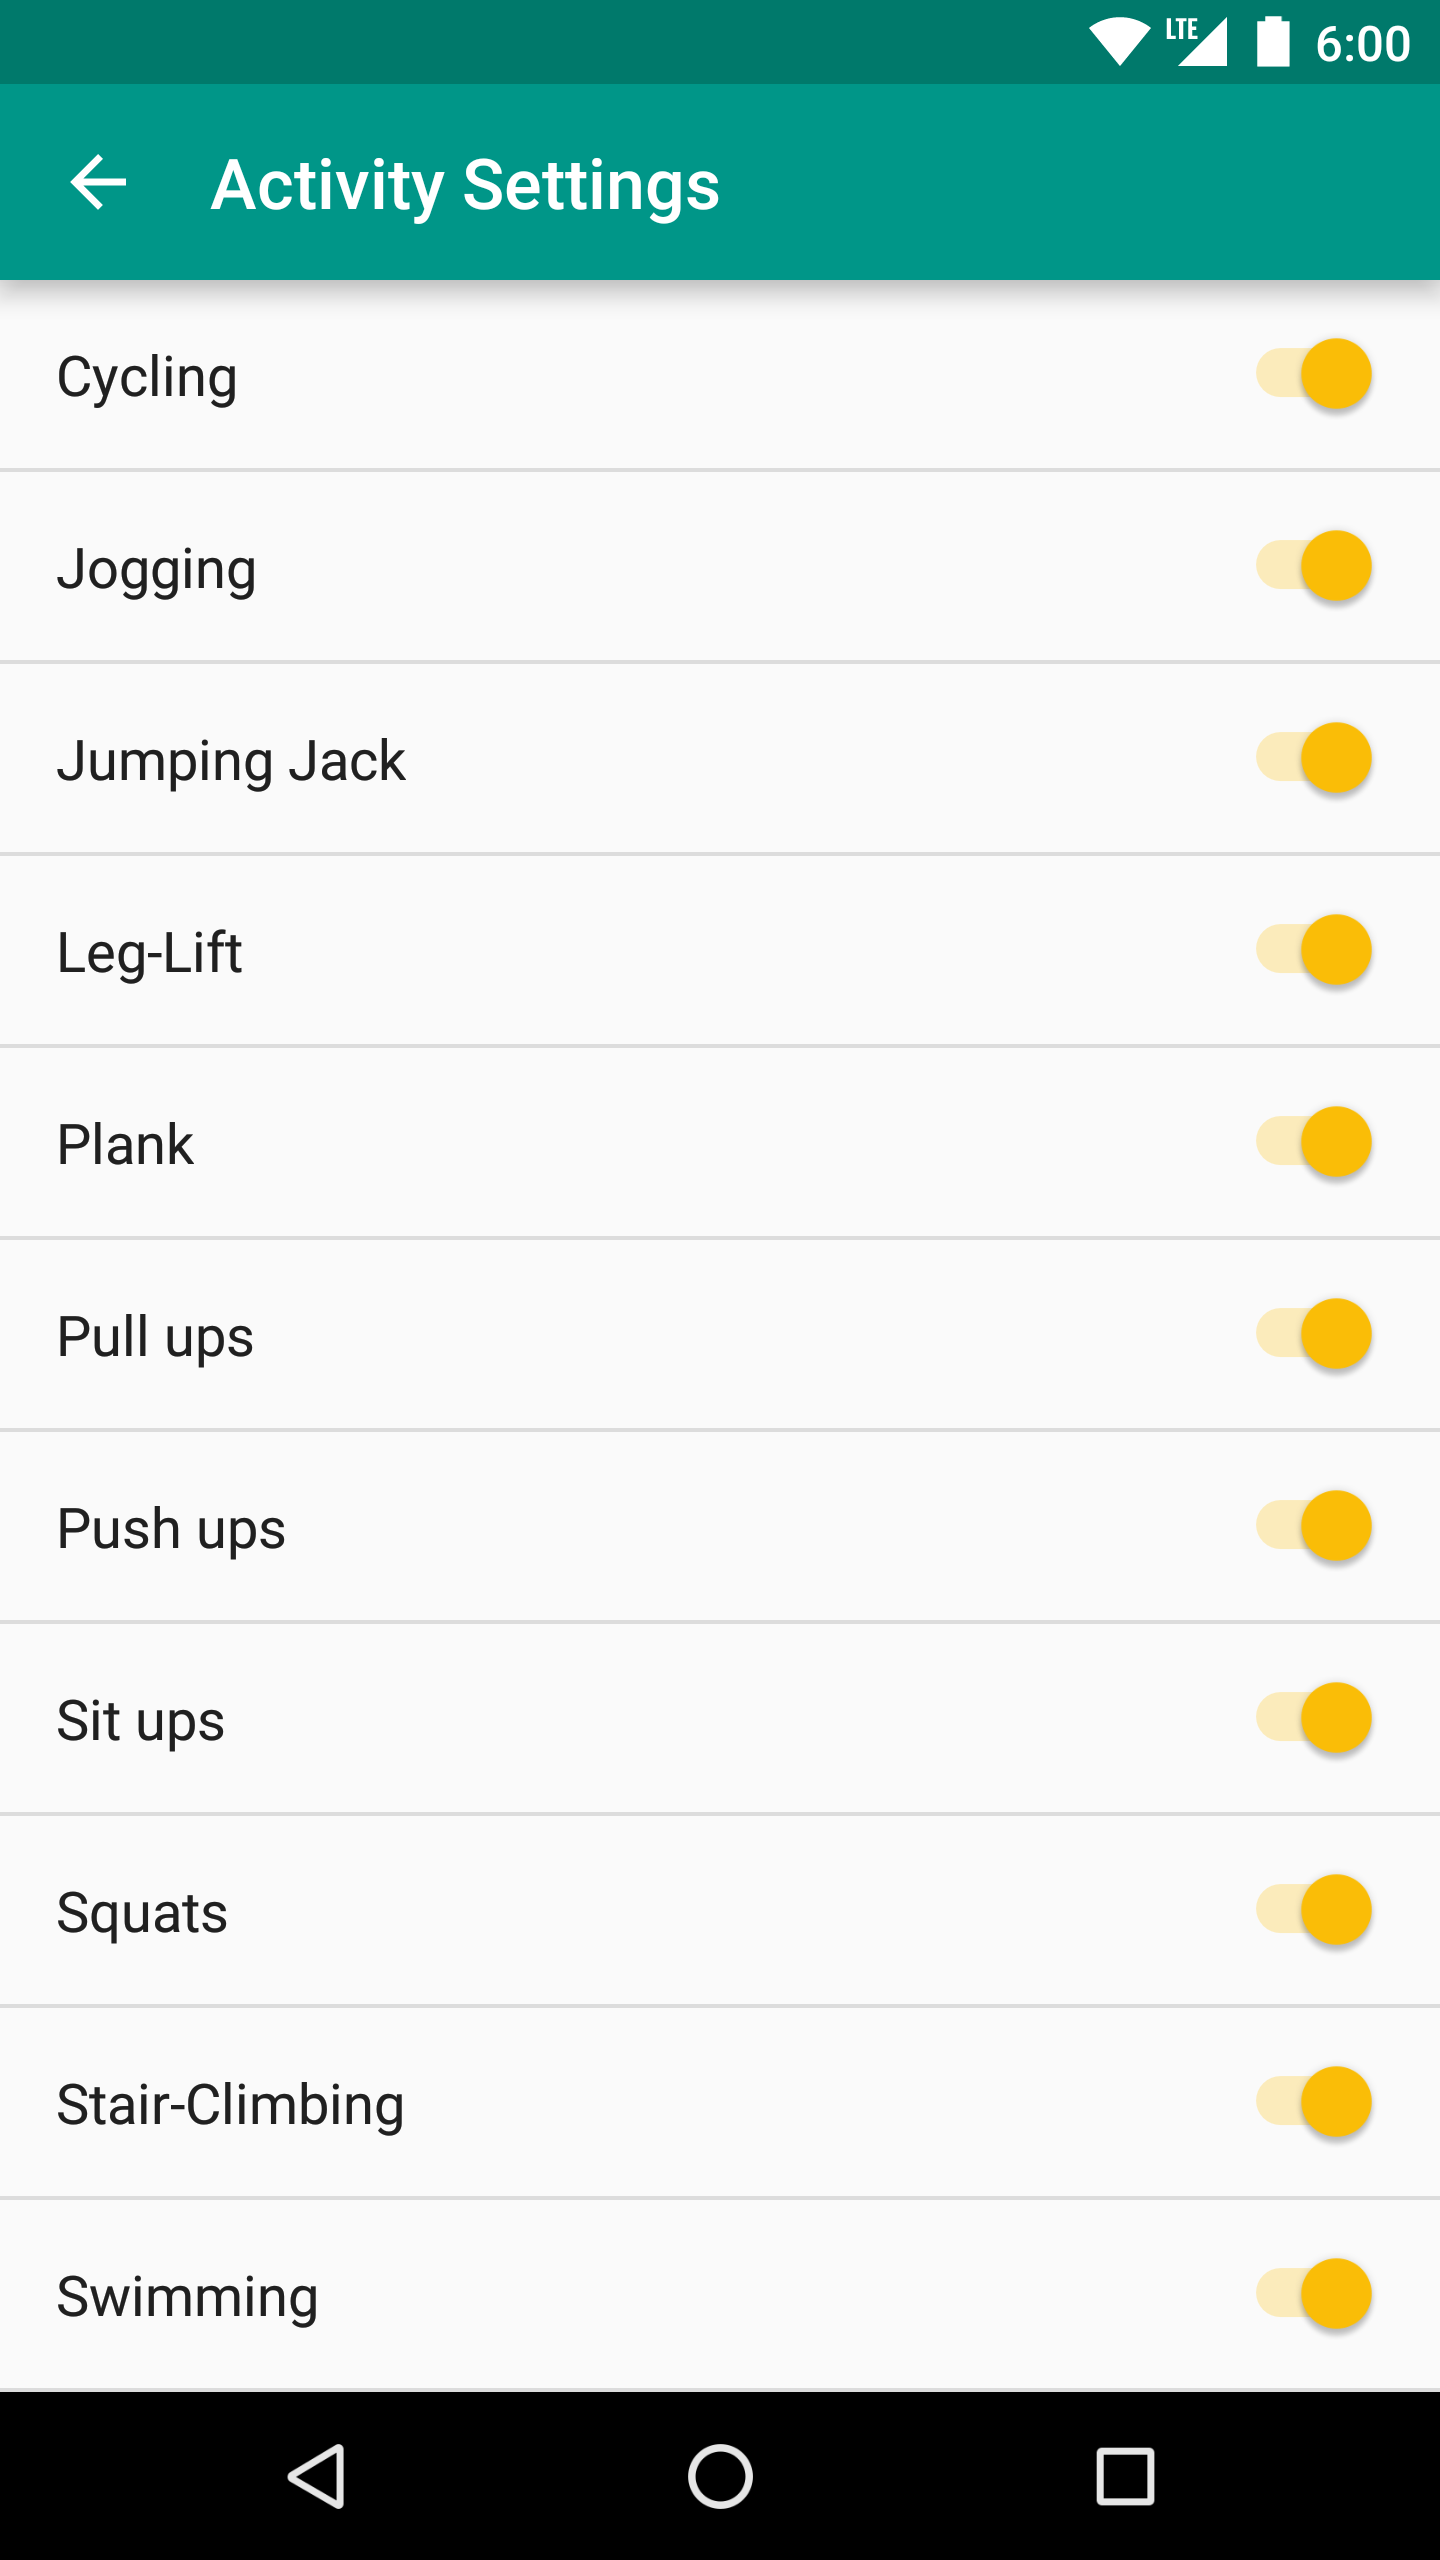 LTE 6:00
Activity Settings
Cycling
Jogging
Jumping Jack
Leg-Lift
Plank
Pull ups
Push ups
Sit ups
Squats
Stair-Climbing
Swimming